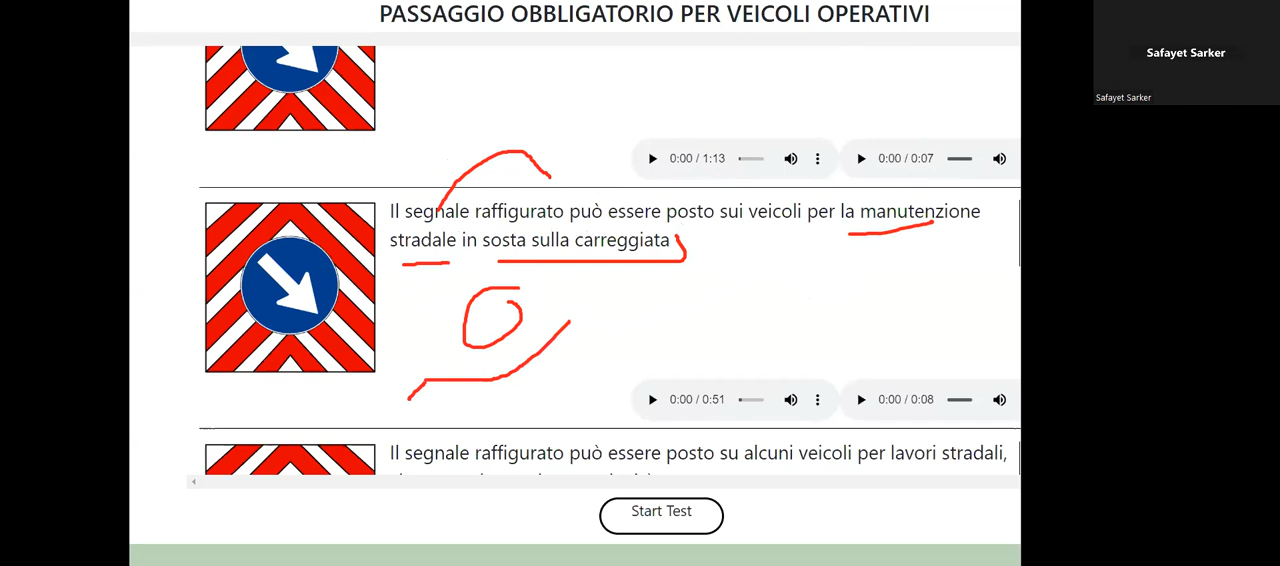 PASSAGGIO OBBLIGATORIO PER VEICOLI OPERATIVI
Safayet Sarker
Safayet Sarker
0:00 / 1:13
0:00 / 0:07
Il segnale raffigurato può essere posto sui veicoli per la manutenzione
stradale in sosta sulla carreggiata
0:00 / 0:51
0:00 / 0:08
Il segnale raffigurato può essere posto su alcuni veicoli per lavori stradali,
Start Test